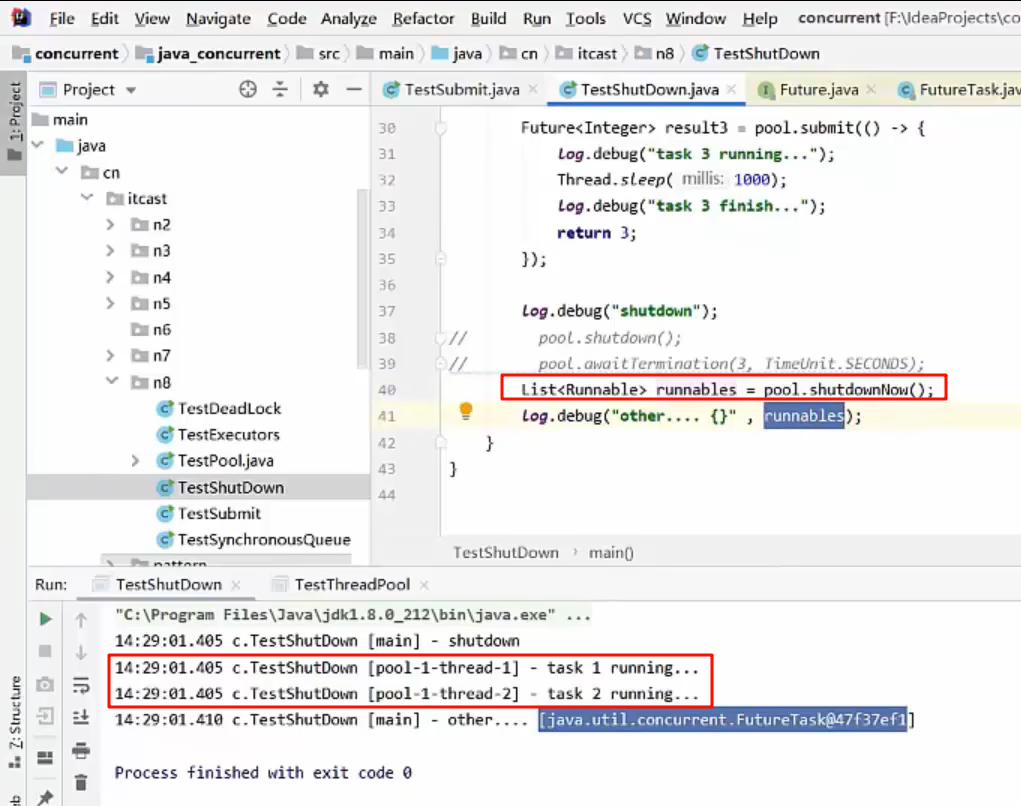 File Edit View Navigate Code Analyze Refactor Build Run Tools VCS Window Help concurrent [F:\IdeaProjects\co
concurrent java_concurrent src main java cn itcast n8 TestShutDown
Project TestSubmit.java TestShutDown.java Future.java FutureTask.jav
1: Project
main
java
cn
itcast
n2
n3
n4
n5
n6
n7
n8
TestDeadLock
TestExecutors
TestPool.java
TestShutDown
TestSubmit
TestSynchronousQueue
pattern
30 Future<Integer> result3 = pool.submit(() -> {
31 log.debug("task 3 running...");
32 Thread.sleep( millis: 1000);
33 log.debug("task 3 finish...");
34 return 3;
35 });
36
37 log.debug("shutdown");
38 // pool.shutdown();
39 // pool.awaitTermination(3, TimeUnit.SECONDS);
40 List<Runnable> runnables = pool.shutdownNow();
41 log.debug("other.... {}" , runnables);
42 }
43 }
44
TestShutDown › main()
Run: TestShutDown TestThreadPool
"C:\Program Files\Java\jdk1.8.0_212\bin\java.exe" ...
14:29:01.405 c.TestShutDown [main] - shutdown
14:29:01.405 c.TestShutDown [pool-1-thread-1] - task 1 running...
14:29:01.405 c.TestShutDown [pool-1-thread-2] - task 2 running...
14:29:01.410 c.TestShutDown [main] - other.... [java.util.concurrent.FutureTask@47f37ef1]
Process finished with exit code 0
Z: Structure